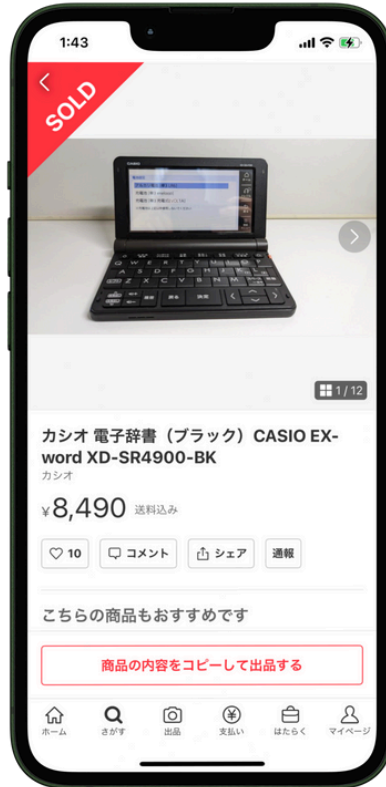 1:43
SOLD
CASIO
1 / 12
カシオ 電子辞書（ブラック）CASIO EX-
word XD-SR4900-BK
カシオ
¥8,490 送料込み
10 コメント シェア 通報
こちらの商品もおすすめです
商品の内容をコピーして出品する
ホーム さがす 出品 支払い はたらく マイページ